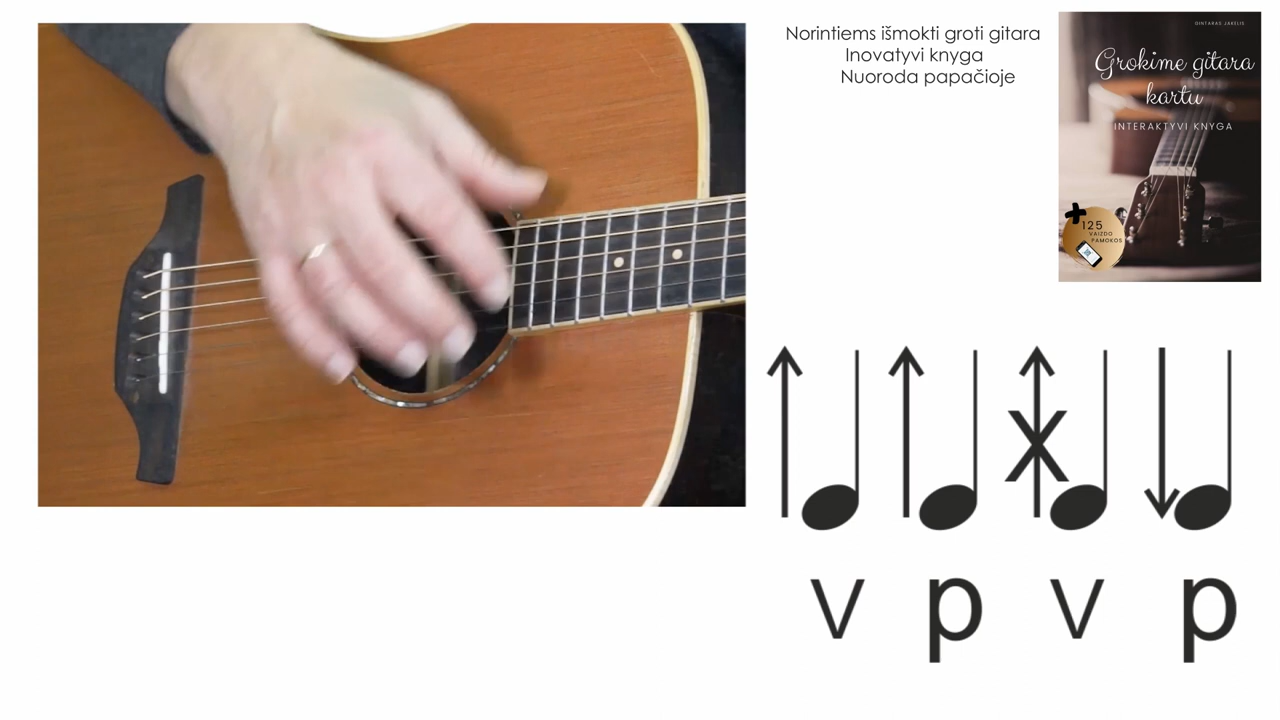 Norintiems išmokti groti gitara
Inovatyvi knyga
Nuoroda papačioje
GINTARAS JAKELIS
Grokime gitara
kartu
INTERAKTYVI KNYGA
+
125
VAIZDO
PAMOKOS
X
v p v p